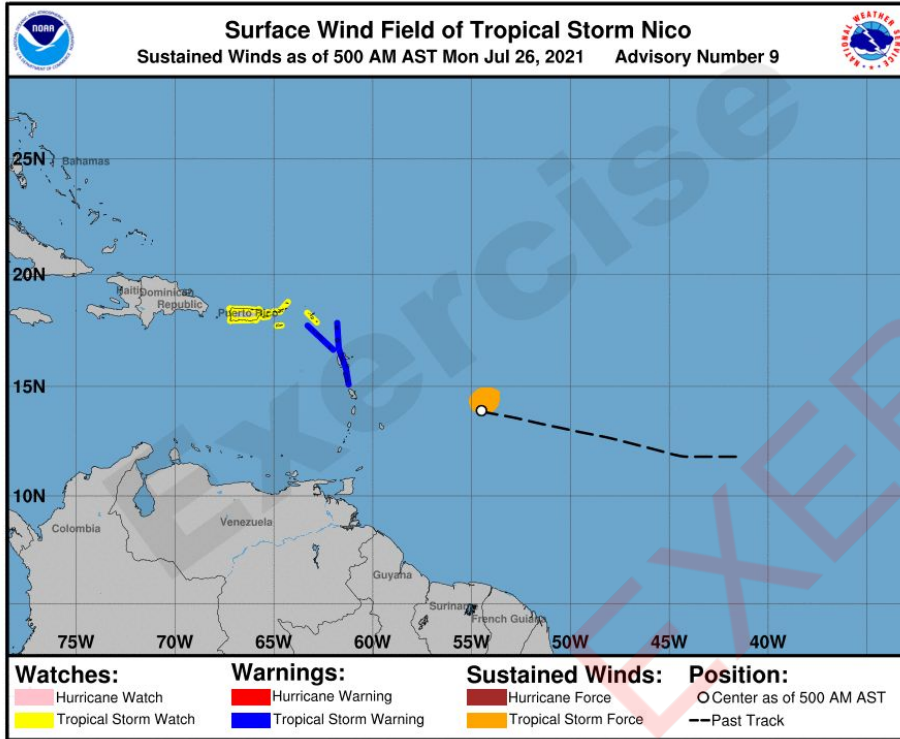 Surface Wind Field of Tropical Storm Nico
Sustained Winds as of 500 AM AST Mon Jul 26, 2021 Advisory Number 9
NOAA
NATIONAL WEATHER SERVICE
Exercise
EXER
25N
Bahamas
20N
Haiti
Dominican
Republic
Puerto Rico
15N
10N
Colombia
Venezuela
Guyana
Suriname
French Guiana
75W 70W 65W 60W 55W 50W 45W 40W
Watches: Warnings: Sustained Winds: Position:
Hurricane Watch Hurricane Warning Hurricane Force Center as of 500 AM AST
Tropical Storm Watch Tropical Storm Warning Tropical Storm Force Past Track